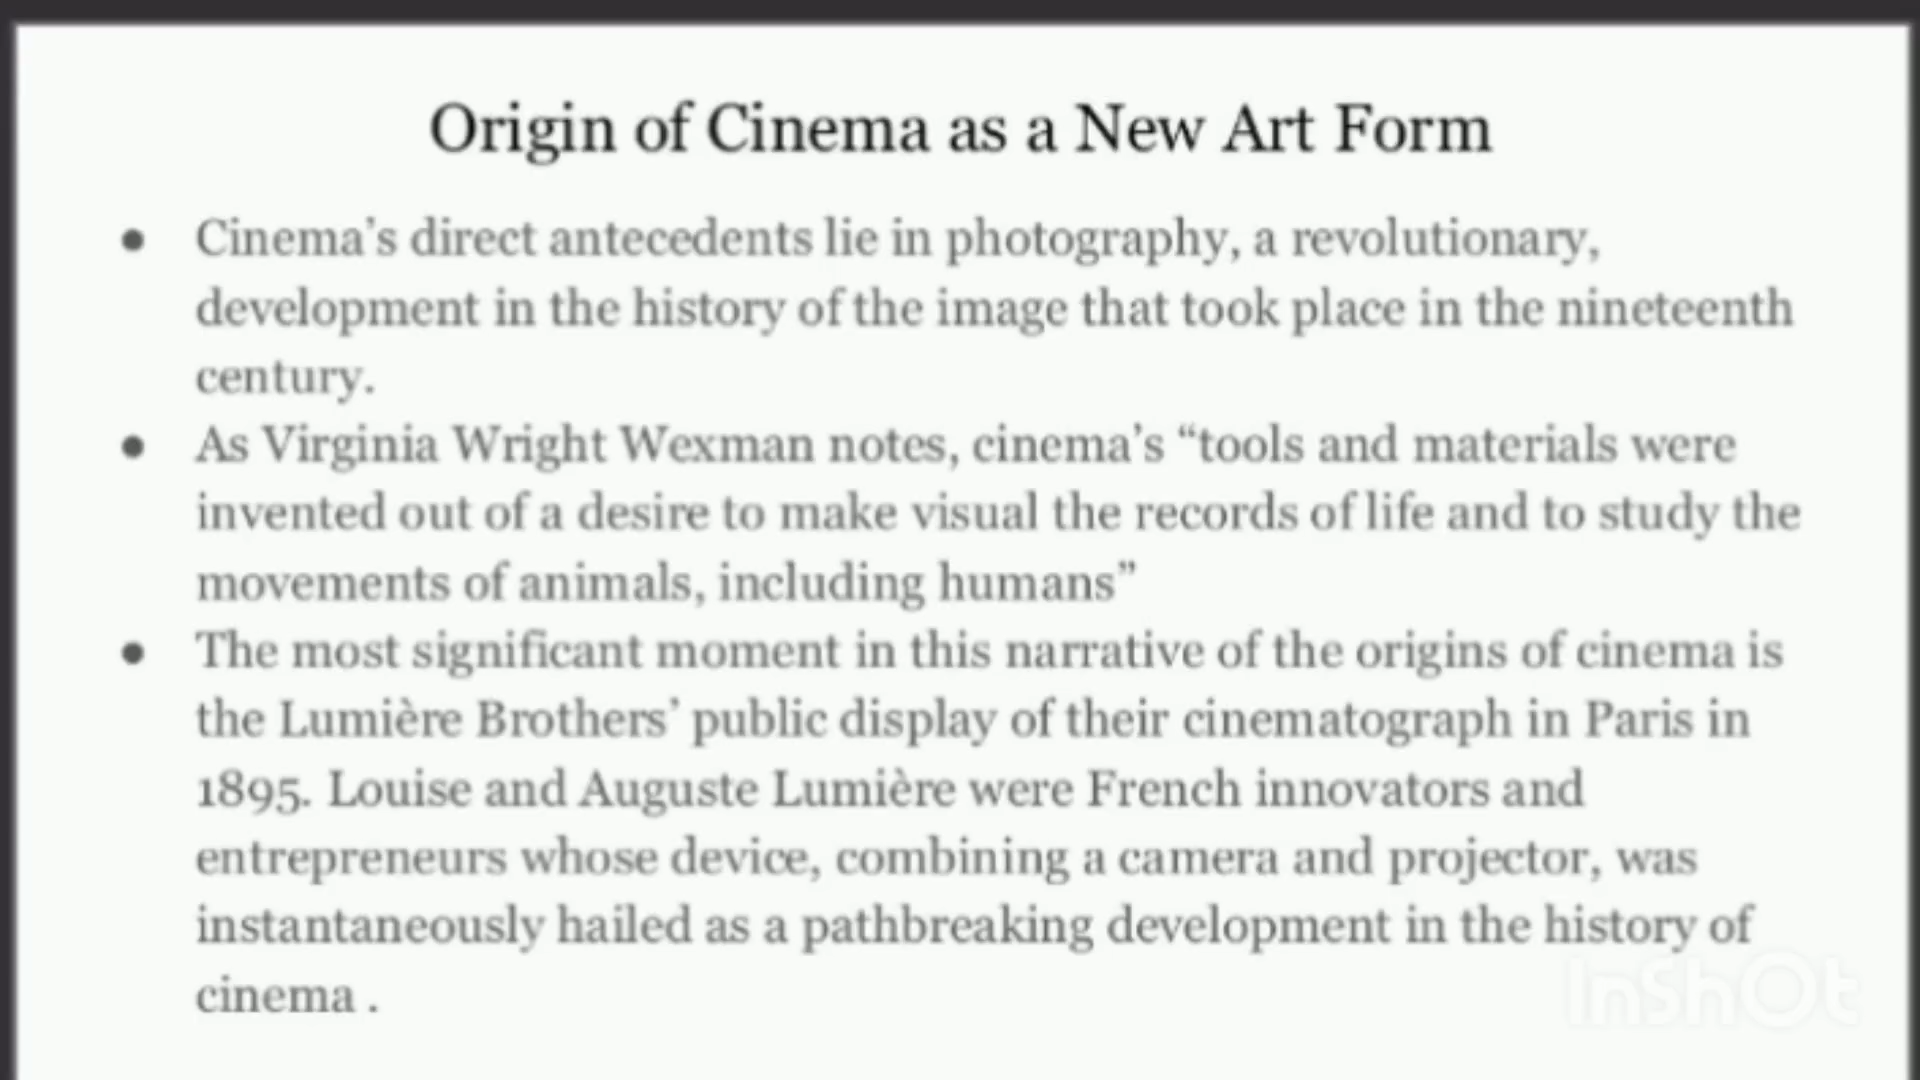 Origin of Cinema as a New Art Form
● Cinema’s direct antecedents lie in photography, a revolutionary,
development in the history of the image that took place in the nineteenth
century.
● As Virginia Wright Wexman notes, cinema’s “tools and materials were
invented out of a desire to make visual the records of life and to study the
movements of animals, including humans”
● The most significant moment in this narrative of the origins of cinema is
the Lumière Brothers’ public display of their cinematograph in Paris in
1895. Louise and Auguste Lumière were French innovators and
entrepreneurs whose device, combining a camera and projector, was
instantaneously hailed as a pathbreaking development in the history of
cinema .
InShOt